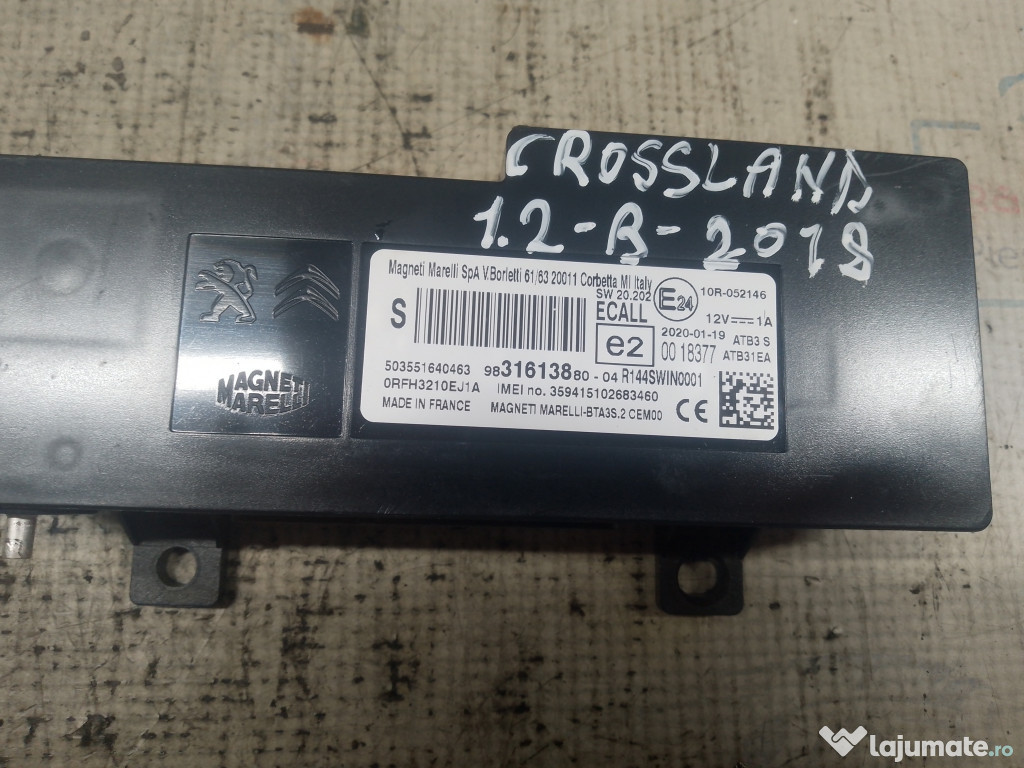 CROSSLAND
1.2-B-2018
Magneti Marelli SpA V.Borletti 61/63 20011 Corbetta MI Italy
SW 20.202
E24
10R-052146
S
ECALL
12V 1A
e2
2020-01-19 ATB3 S
00 18377 ATB31EA
503551640463 9831613880-04 R144SWIN0001
0RFH3210EJ1A IMEI no. 359415102683460
MADE IN FRANCE MAGNETI MARELLI-BTA3S.2 CEM00 CE
MAGNETI
MARELLI
lajumate.ro